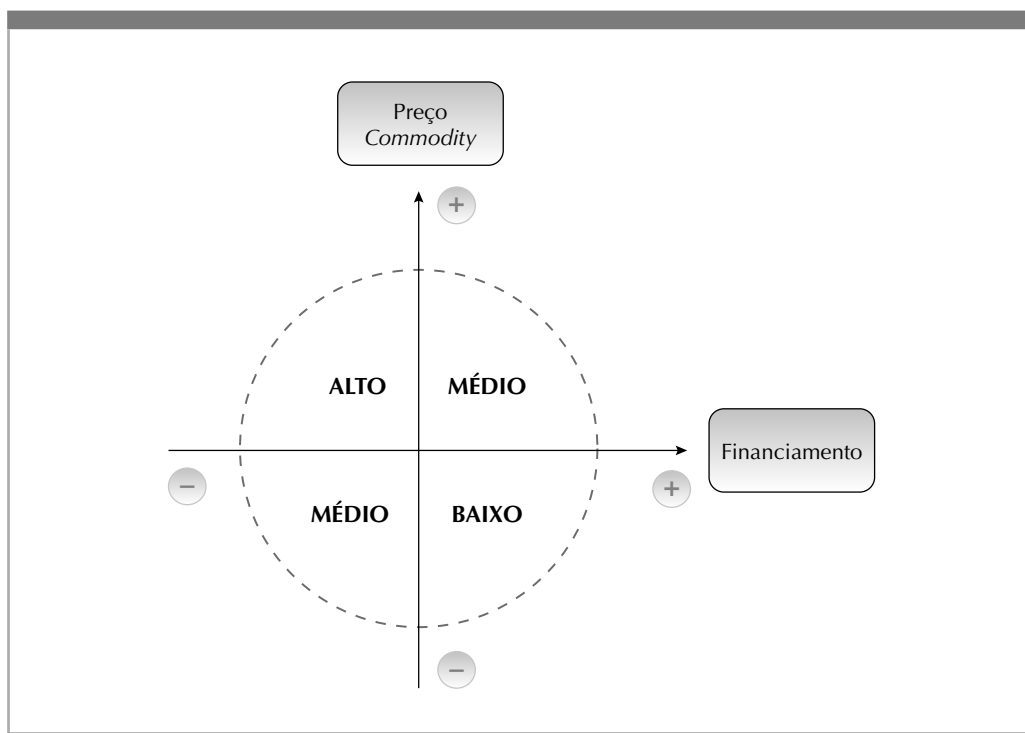 Preço
Commodity
+
ALTO MÉDIO
Financiamento
− +
MÉDIO BAIXO
−